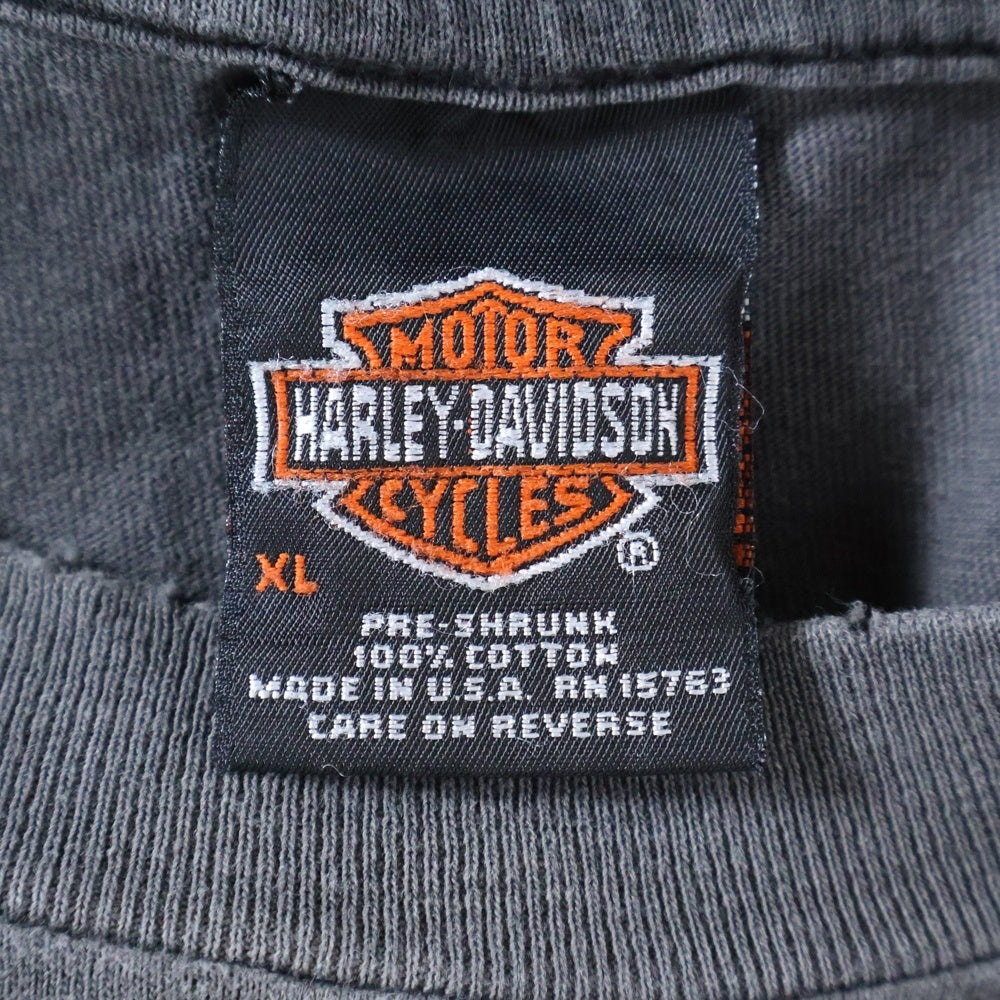 MOTOR
HARLEY-DAVIDSON
CYCLES
®
XL
PRE-SHRUNK
100% COTTON
MADE IN U.S.A. RN 15763
CARE ON REVERSE